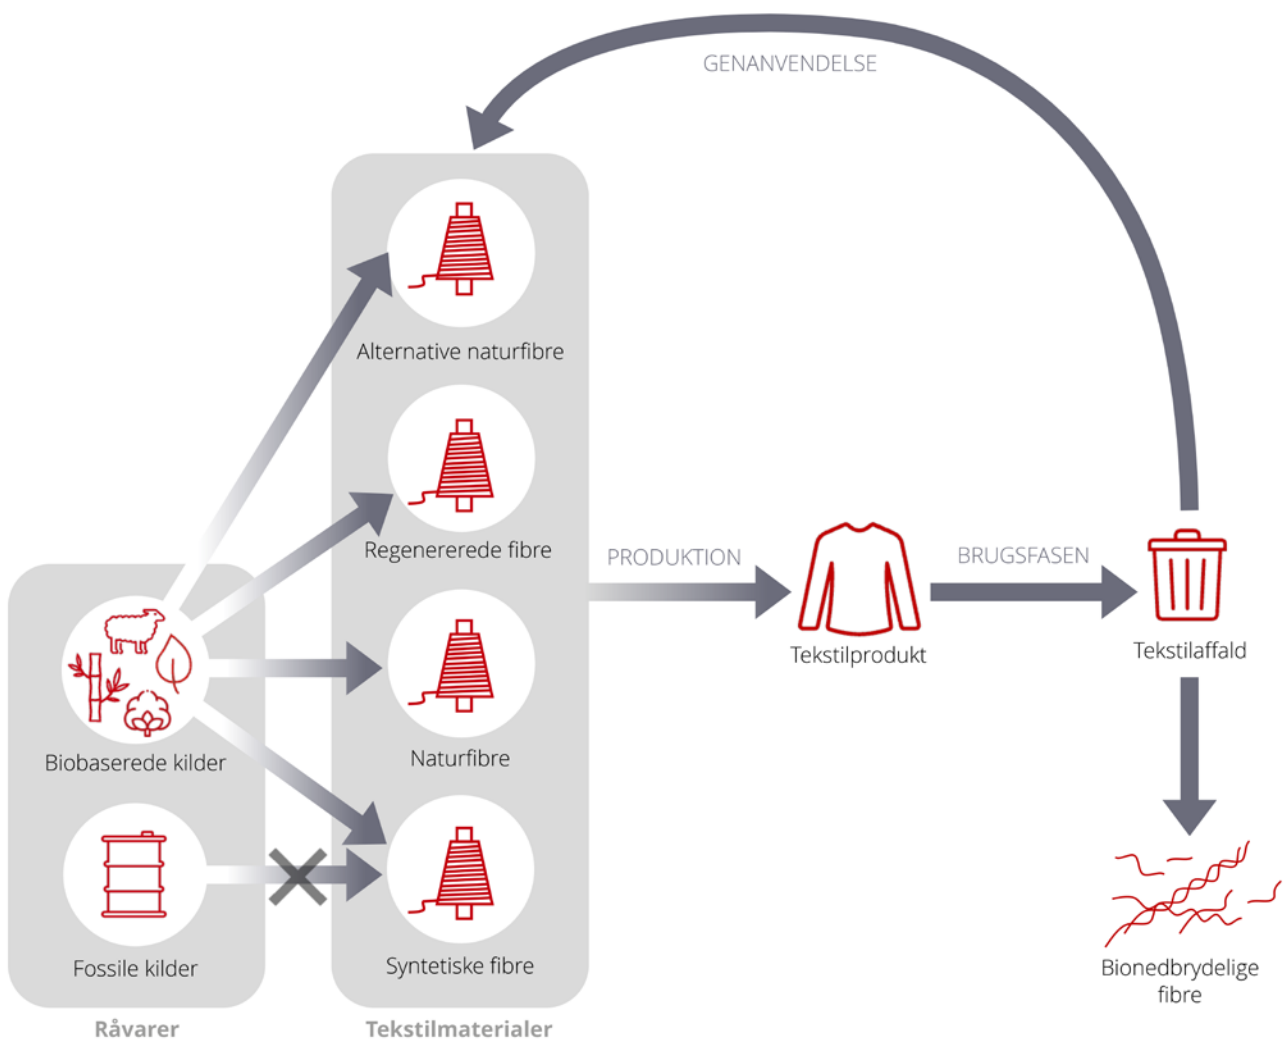 GENANVENDELSE
Alternative naturfibre
Regenererede fibre
PRODUKTION
BRUGSFASEN
Tekstilprodukt
Tekstilaffald
Biobaserede kilder
Naturfibre
Fossile kilder
Syntetiske fibre
Bionedbrydelige
fibre
Råvarer
Tekstilmaterialer